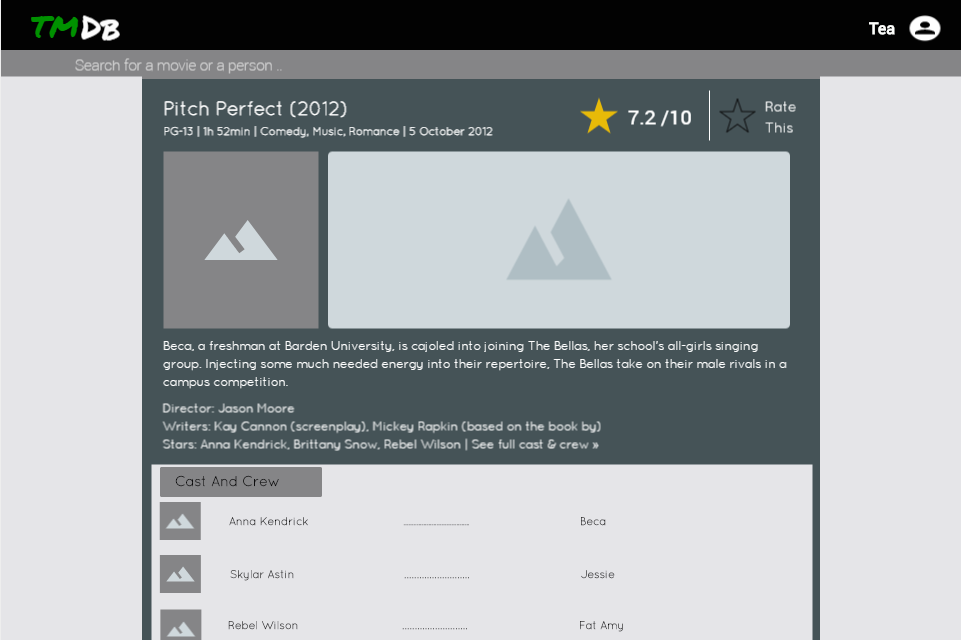 TMDB
Tea
Search for a movie or a person ..
Pitch Perfect (2012)
PG-13 | 1h 52min | Comedy, Music, Romance | 5 October 2012
7.2 /10
Rate
This
Beca, a freshman at Barden University, is cajoled into joining The Bellas, her school's all-girls singing
group. Injecting some much needed energy into their repertoire, The Bellas take on their male rivals in a
campus competition.
Director: Jason Moore
Writers: Kay Cannon (screenplay), Mickey Rapkin (based on the book by)
Stars: Anna Kendrick, Brittany Snow, Rebel Wilson | See full cast & crew »
Cast And Crew
Anna Kendrick .......................... Beca
Skylar Astin .......................... Jessie
Rebel Wilson .......................... Fat Amy